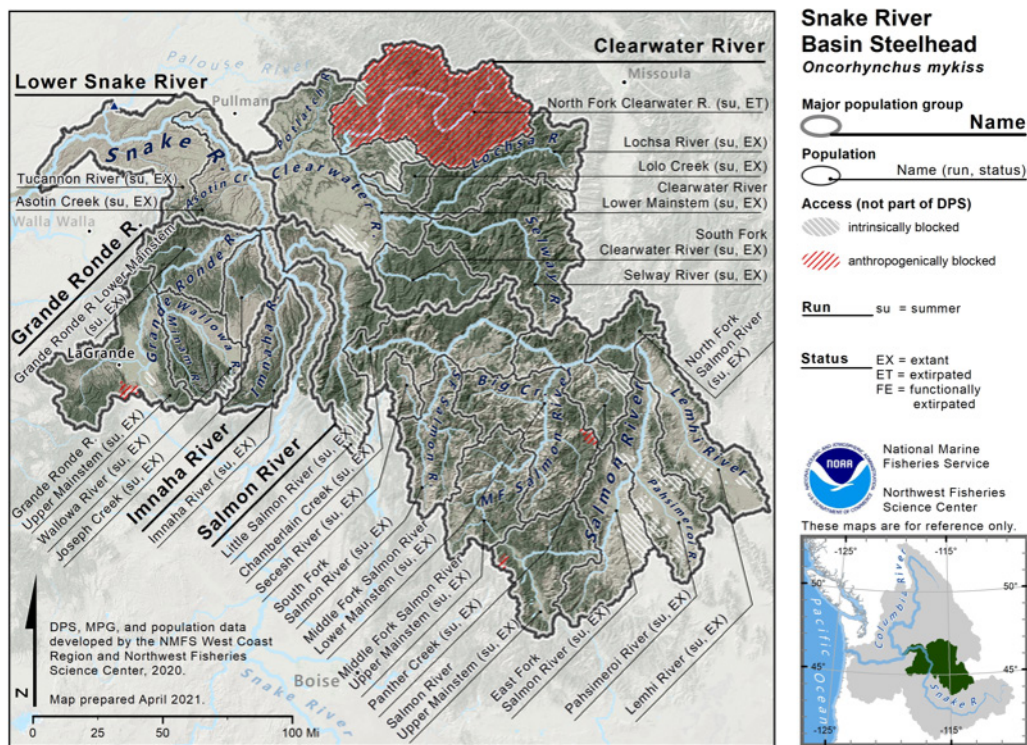 Clearwater River
Palouse River
Missoula
Lower Snake River
Pullman
Potlatch R
North Fork Clearwater R. (su, ET)
Lochsa R
Lochsa River (su, EX)
Snake R
Lolo Creek (su, EX)
Tucannon River (su, EX)
Asotin Cr
Clearwater R
Clearwater River
Lower Mainstem (su, EX)
Asotin Creek (su, EX)
Walla Walla
South Fork
Clearwater River (su, EX)
Selway R
Selway River (su, EX)
Grande Ronde R.
Grande Ronde R Lower Mainstem
(su, EX)
Grande Ronde R
Wallowa R
Minam R
Imnaha R
LaGrande
North Fork
Salmon River
(su, EX)
Big Cr
Lemhi River
Salmon River
MF Salmon River
Pahsimeroi R
Grande Ronde R.
Upper Mainstem (su, EX)
Wallowa River (su, EX)
Joseph Creek (su, EX)
Imnaha River
Imnaha River (su, EX)
Salmon River
Little Salmon River (su, EX)
Chamberlain Creek (su, EX)
Secesh River (su, EX)
South Fork
Salmon River (su, EX)
Middle Fork Salmon River
Lower Mainstem (su, EX)
Middle Fork Salmon River
Upper Mainstem (su, EX)
Panther Creek (su, EX)
Salmon River
Upper Mainstem (su, EX)
East Fork
Salmon River (su, EX)
Pahsimeroi River (su, EX)
Lemhi River (su, EX)
Boise
Snake River
N
DPS, MPG, and population data
developed by the NMFS West Coast
Region and Northwest Fisheries
Science Center, 2020.
Map prepared April 2021.
0 50 100 Mi
Snake River
Basin Steelhead
Oncorhynchus mykiss
Major population group
Name
Population
Name (run, status)
Access (not part of DPS)
intrinsically blocked
anthropogenically blocked
Run su = summer
Status EX = extant
ET = extirpated
FE = functionally
extirpated
NOAA
National Marine
Fisheries Service
Northwest Fisheries
Science Center
These maps are for reference only.
-125° -115°
50° 50°
Columbia River
Pacific Ocean
45° 45°
Snake R
-125° -115°